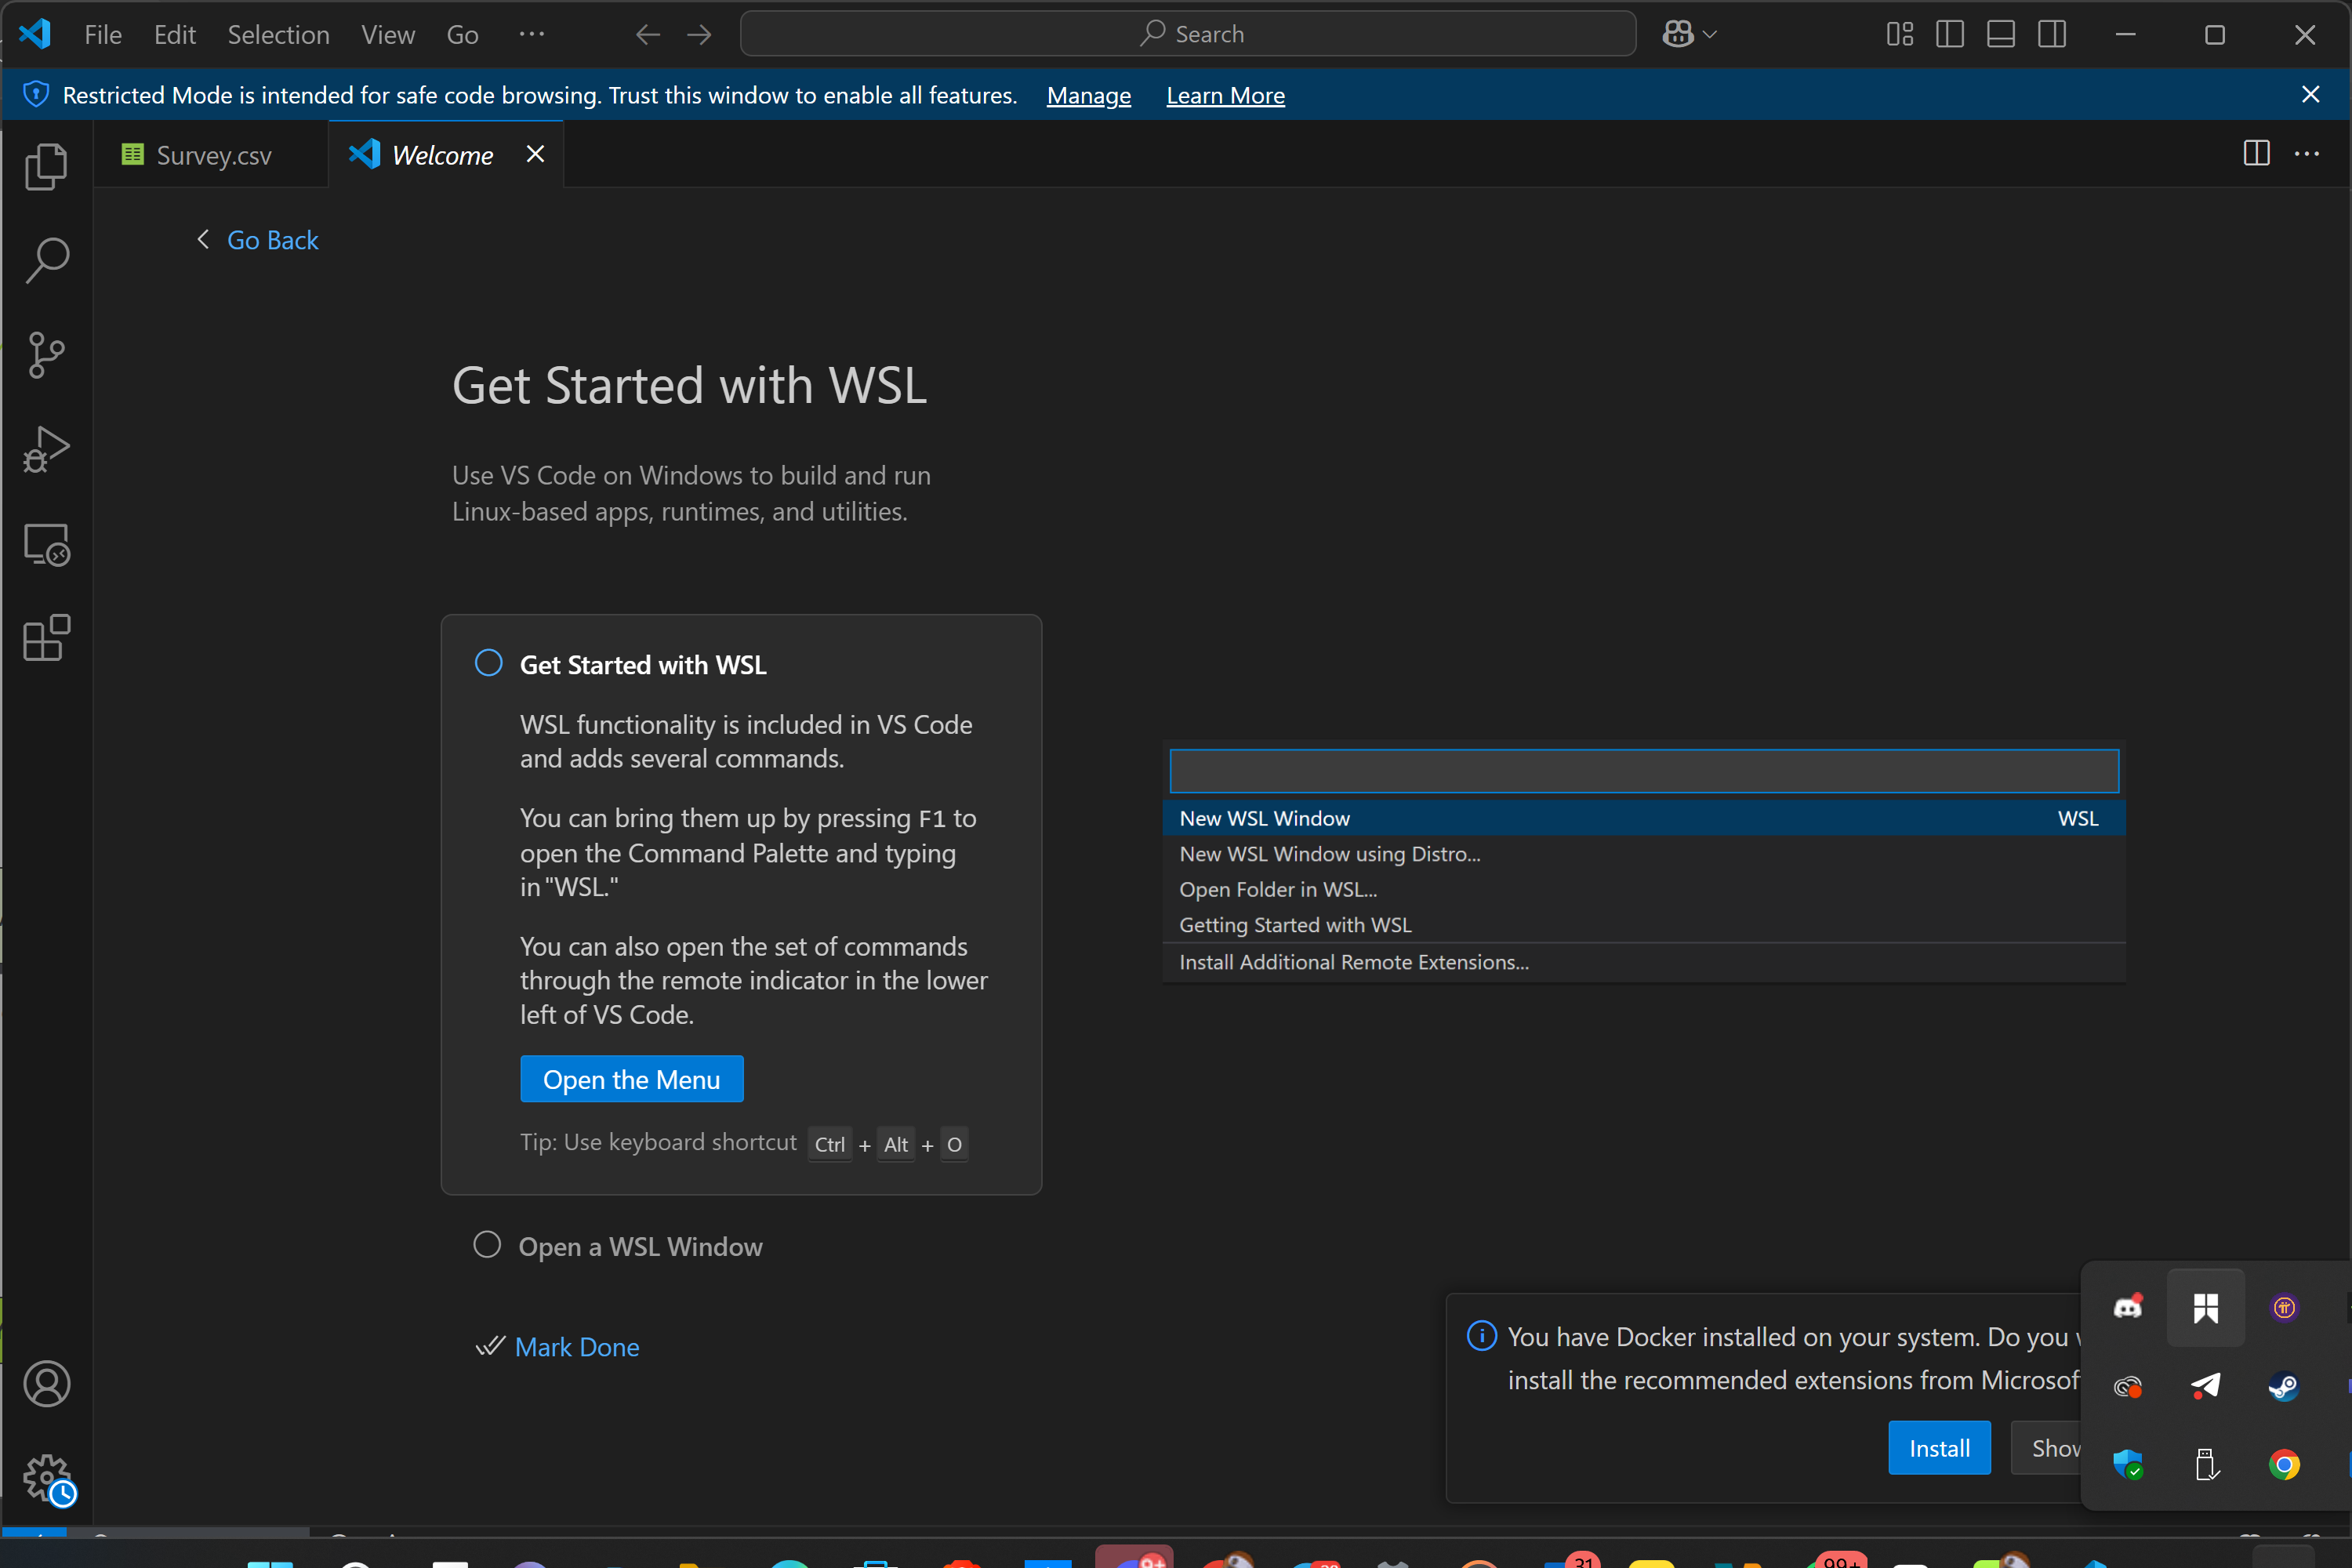 File Edit Selection View Go ··· Search
Restricted Mode is intended for safe code browsing. Trust this window to enable all features. Manage Learn More
Survey.csv Welcome
Go Back
Get Started with WSL
Use VS Code on Windows to build and run
Linux-based apps, runtimes, and utilities.
Get Started with WSL
WSL functionality is included in VS Code
and adds several commands.
You can bring them up by pressing F1 to
open the Command Palette and typing
in "WSL."
You can also open the set of commands
through the remote indicator in the lower
left of VS Code.
Open the Menu
Tip: Use keyboard shortcut Ctrl + Alt + O
Open a WSL Window
Mark Done
New WSL Window WSL
New WSL Window using Distro...
Open Folder in WSL...
Getting Started with WSL
Install Additional Remote Extensions...
You have Docker installed on your system. Do you
install the recommended extensions from
Install
9+
31
99+